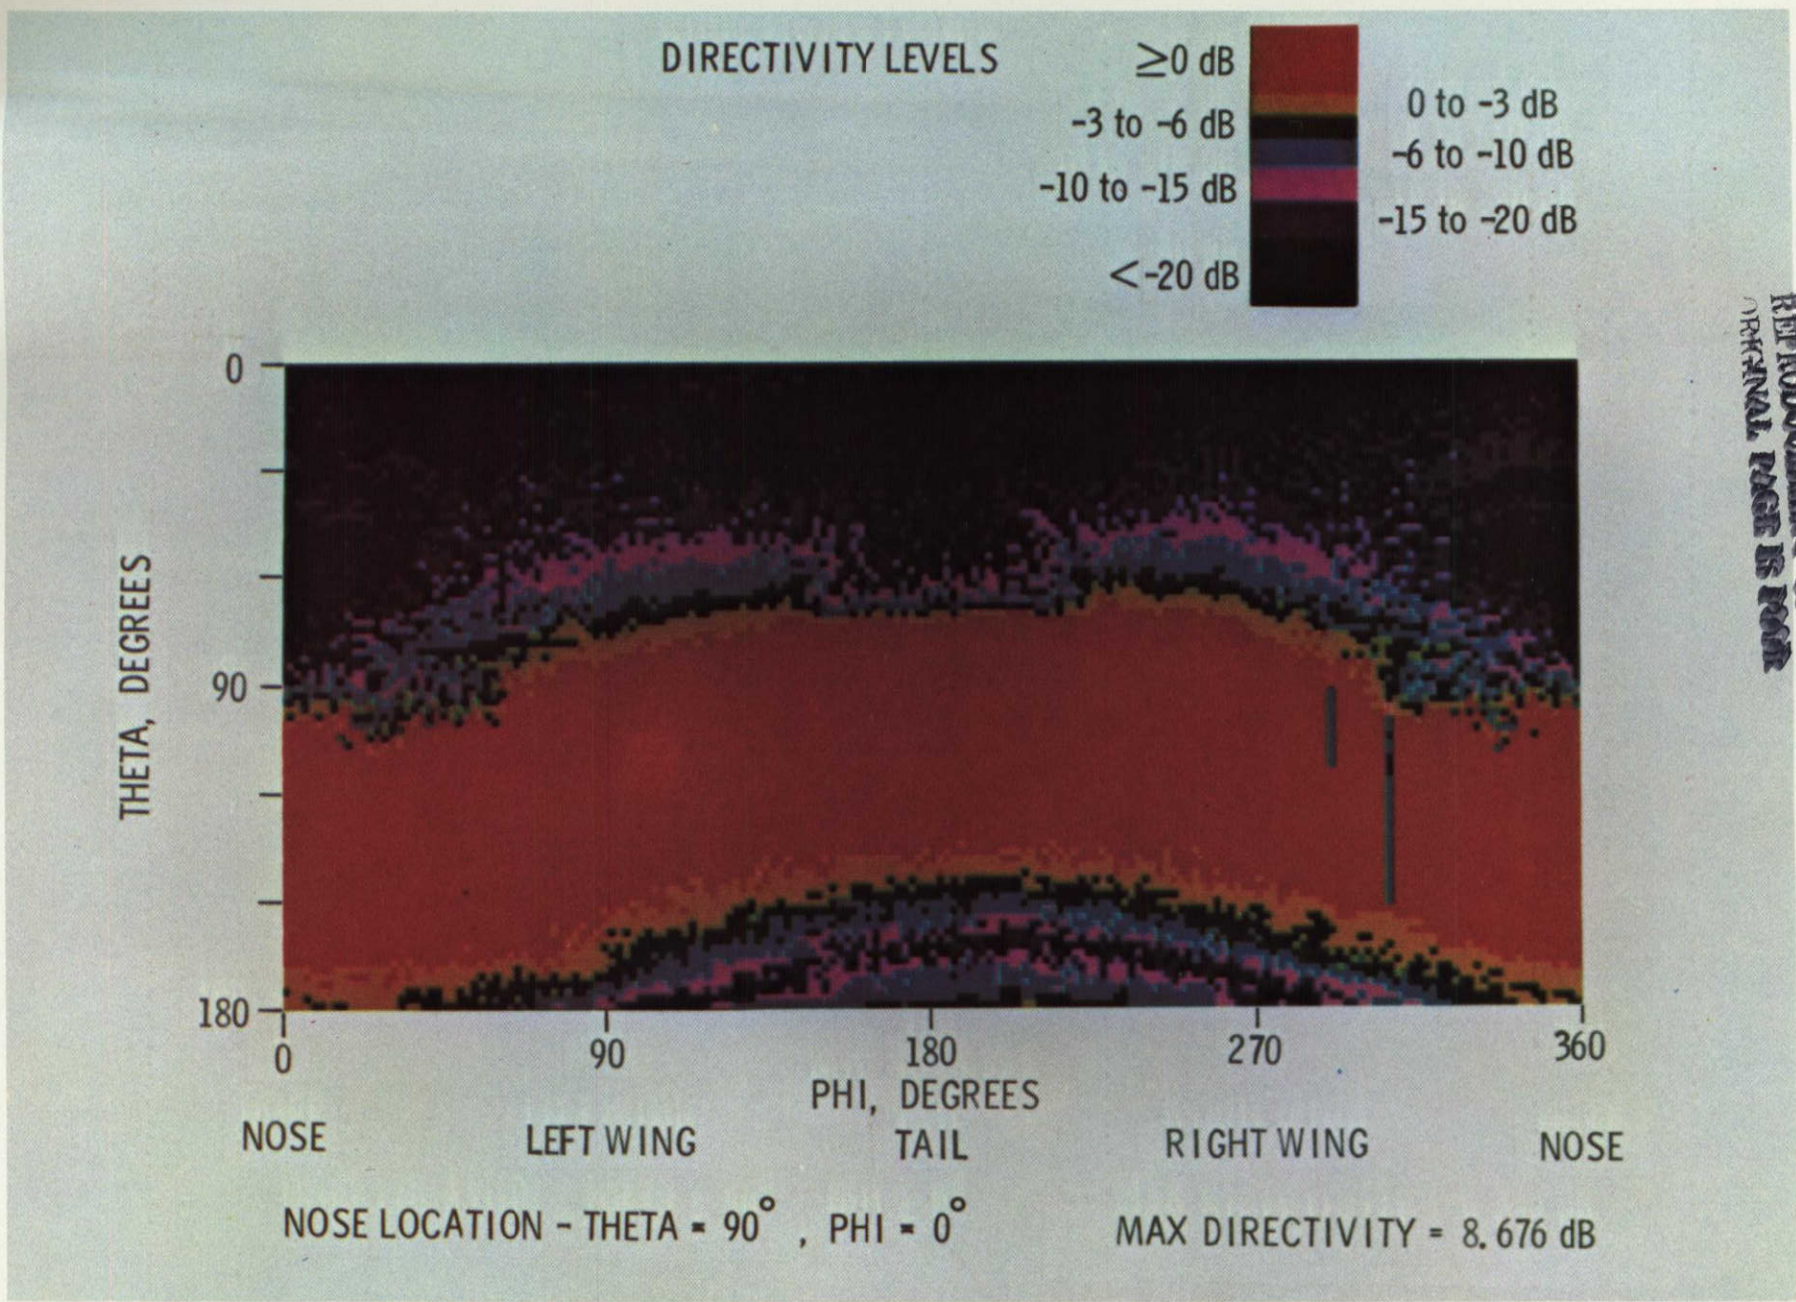 DIRECTIVITY LEVELS
≥0 dB
0 to -3 dB
-3 to -6 dB
-6 to -10 dB
-10 to -15 dB
-15 to -20 dB
<-20 dB
THETA, DEGREES
0
90
180
0 90 180 270 360
PHI, DEGREES
NOSE LEFT WING TAIL RIGHT WING NOSE
NOSE LOCATION - THETA = 90°, PHI = 0° MAX DIRECTIVITY = 8.676 dB
ORIGINAL PAGE IS POOR